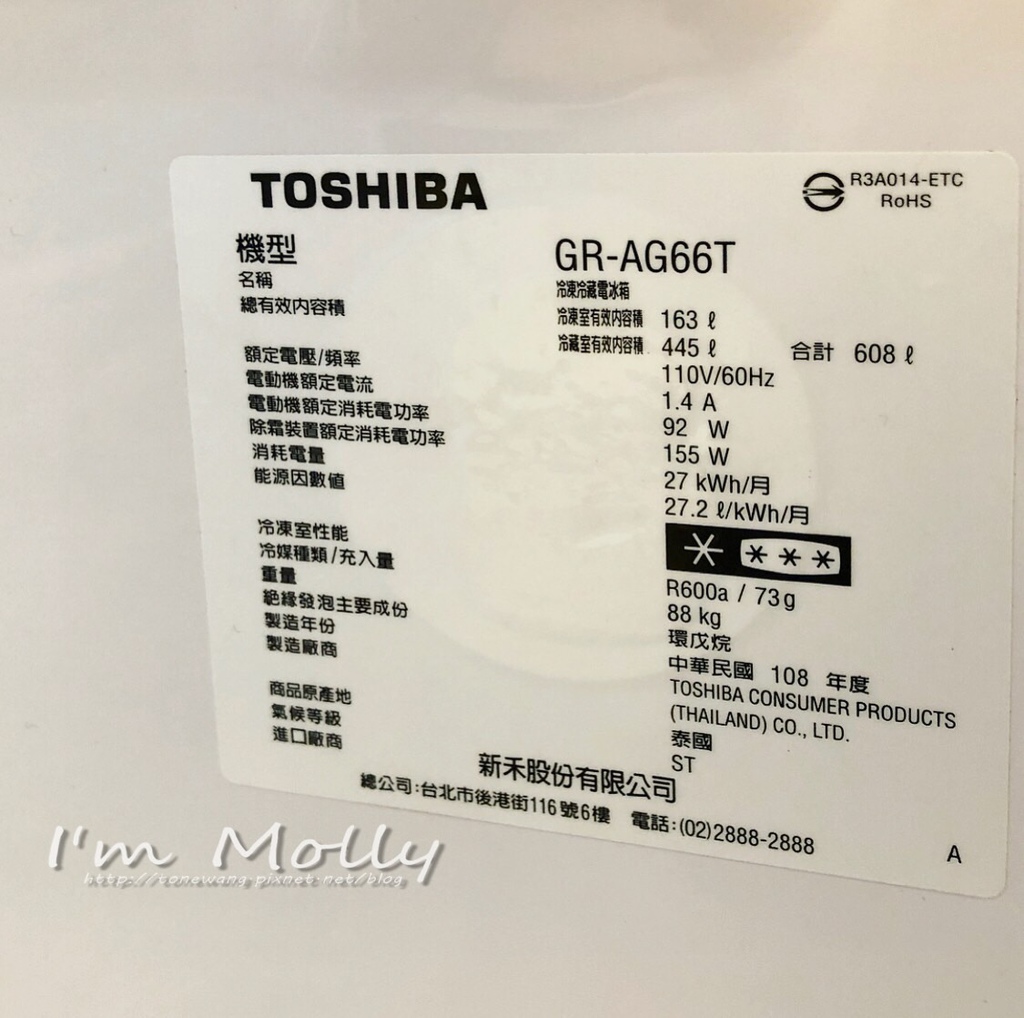 TOSHIBA
R3A014-ETC
RoHS
機型 GR-AG66T
名稱 冷凍冷藏電冰箱
總有效內容積 冷凍室有效內容積 163 ℓ
冷藏室有效內容積 445 ℓ 合計 608 ℓ
額定電壓/頻率 110V/60Hz
電動機額定電流 1.4 A
電動機額定消耗電功率 92 W
除霜裝置額定消耗電功率 155 W
消耗電量 27 kWh/月
能源因數值 27.2 ℓ/kWh/月
冷凍室性能
冷媒種類/充入量 R600a / 73g
重量 88 kg
絕緣發泡主要成份 環戊烷
製造年份 中華民國 108 年度
製造廠商 TOSHIBA CONSUMER PRODUCTS
(THAILAND) CO., LTD.
商品原產地 泰國
氣候等級 ST
進口廠商 新禾股份有限公司
總公司:台北市後港街116號6樓 電話:(02)2888-2888
A
I'm Molly
http://tonewang.pixnet.net/blog